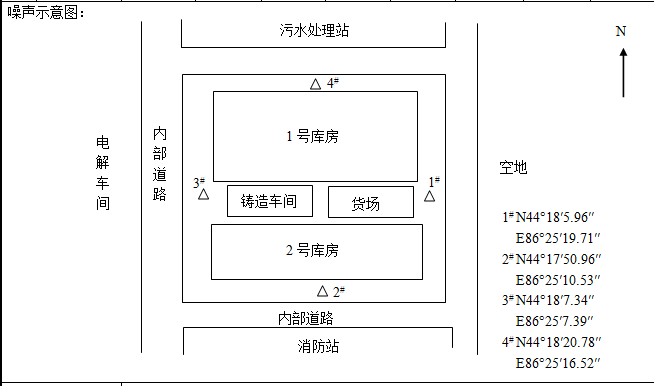 噪声示意图：
污水处理站
N
4#
1号库房
电解车间
内部道路
空地
3#
1#
铸造车间
货场
2号库房
2#
内部道路
消防站
1#N44°18′5.96″
E86°25′19.71″
2#N44°17′50.96″
E86°25′10.53″
3#N44°18′7.34″
E86°25′7.39″
4#N44°18′20.78″
E86°25′16.52″